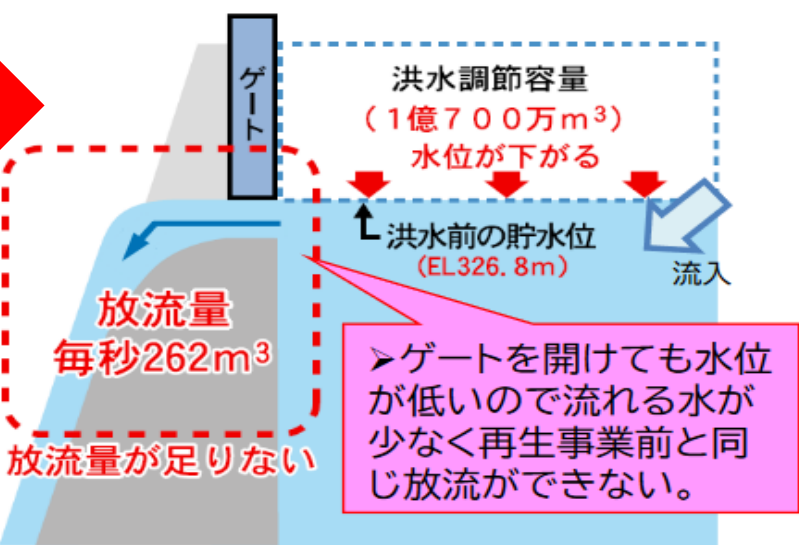 ゲート
洪水調節容量
（１億７００万ｍ³）
水位が下がる
洪水前の貯水位
(EL326.8m)
流入
放流量
毎秒262m³
放流量が足りない
➢ゲートを開けても水位
が低いので流れる水が
少なく再生事業前と同
じ放流ができない。